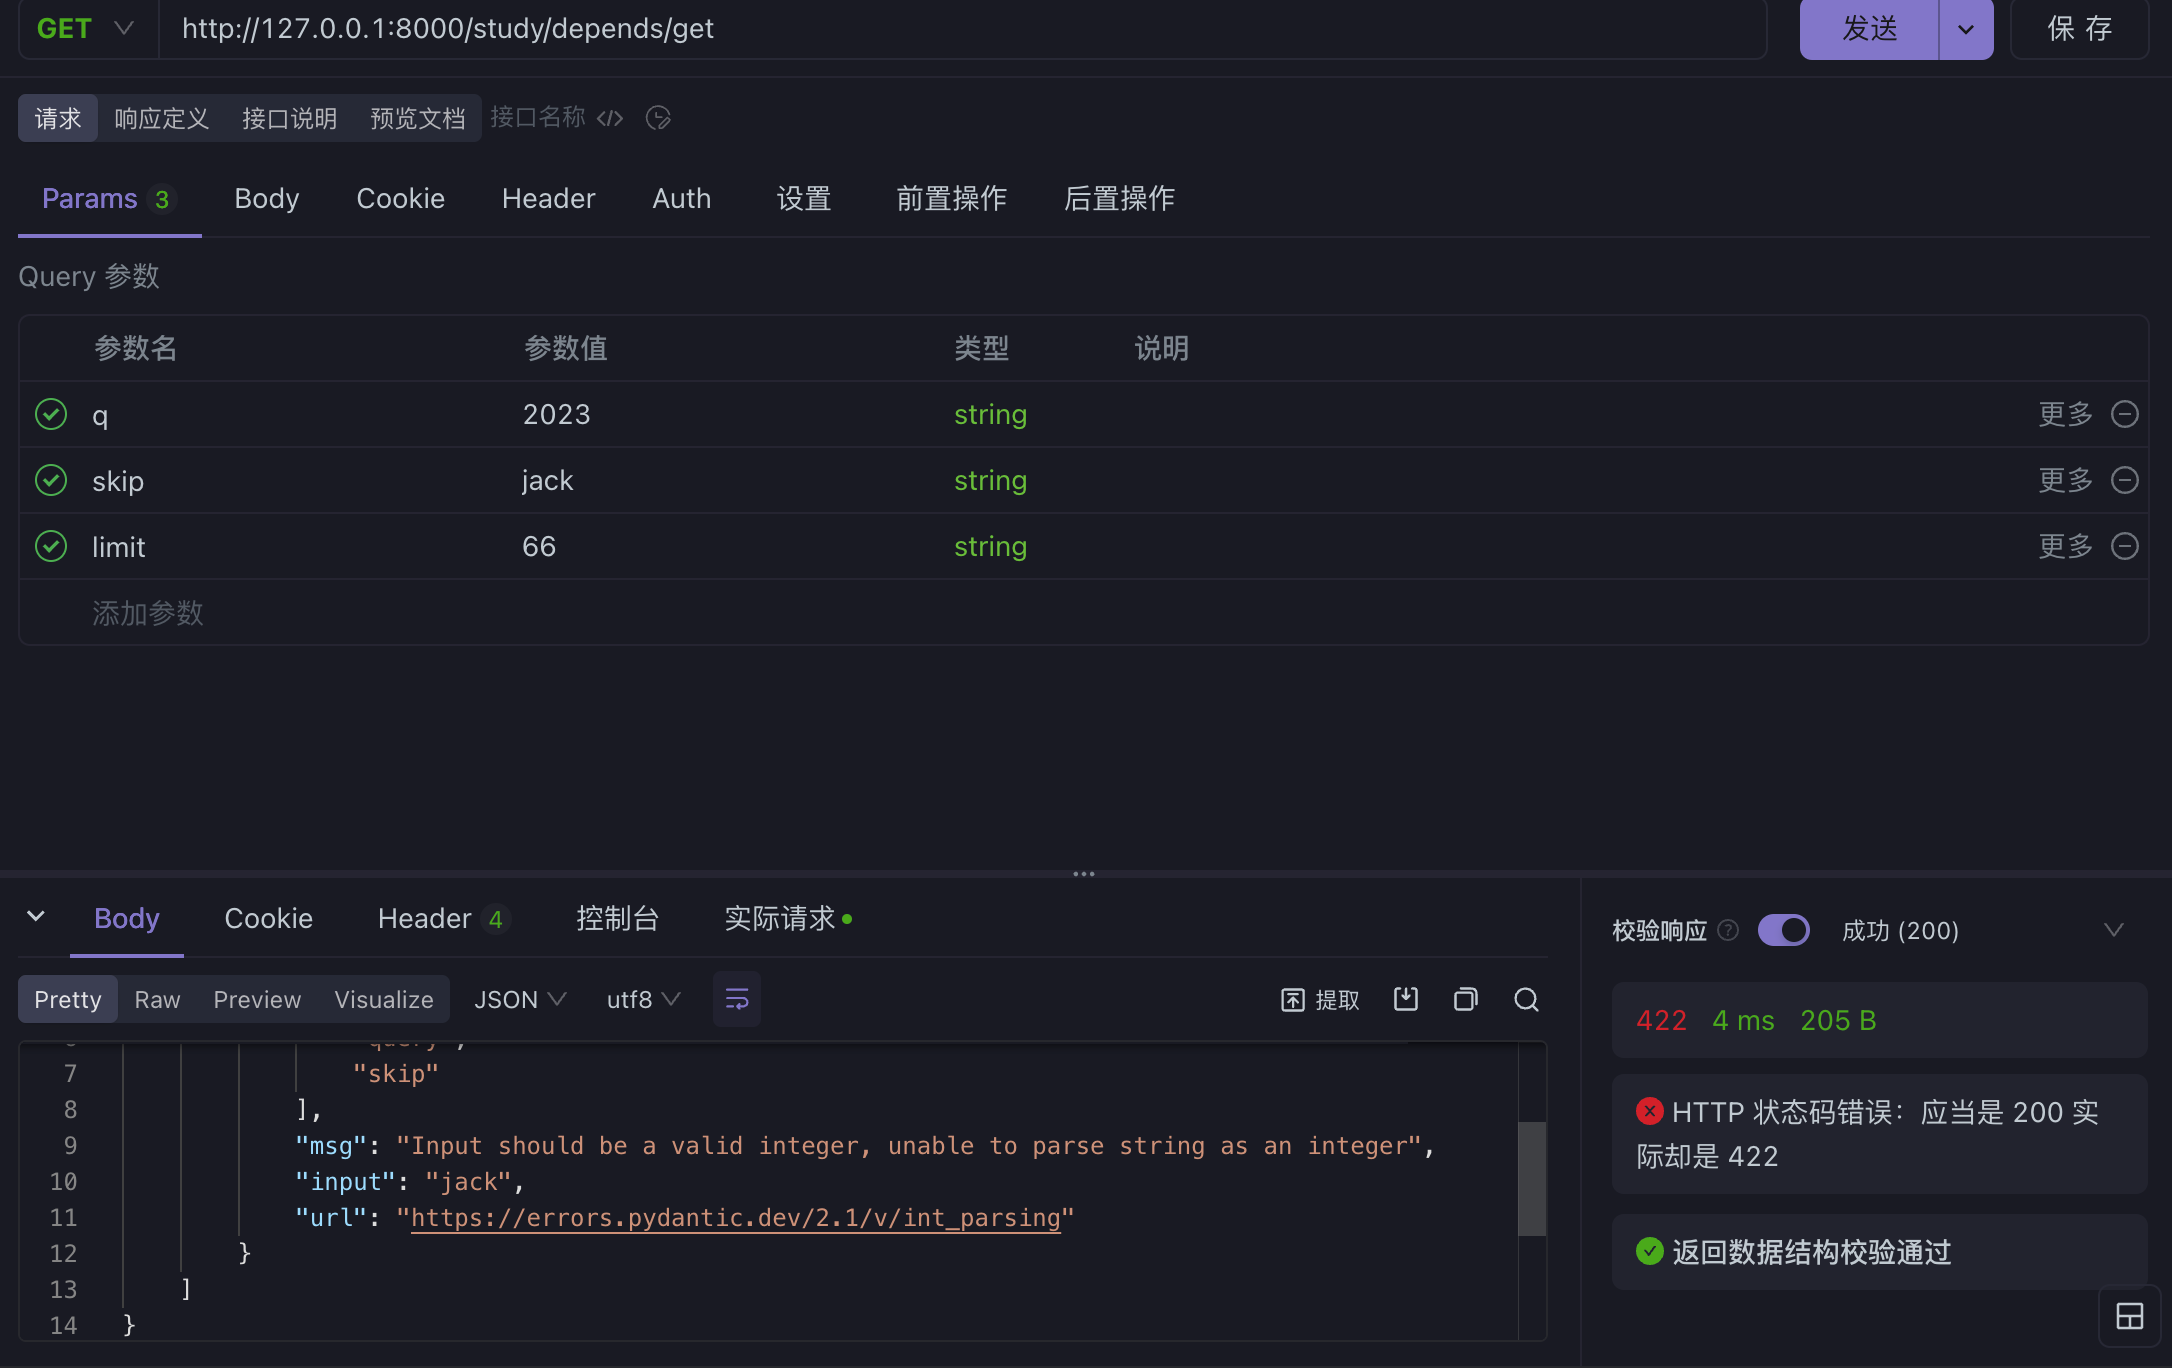 GET http://127.0.0.1:8000/study/depends/get 发送 保 存
请求 响应定义 接口说明 预览文档 接口名称 </>
Params 3 Body Cookie Header Auth 设置 前置操作 后置操作
Query 参数
参数名 参数值 类型 说明
q 2023 string 更多
skip jack string 更多
limit 66 string 更多
添加参数
Body Cookie Header 4 控制台 实际请求
Pretty Raw Preview Visualize JSON utf8 提取
"query",
7 "skip"
8 ],
9 "msg": "Input should be a valid integer, unable to parse string as an integer",
10 "input": "jack",
11 "url": "https://errors.pydantic.dev/2.1/v/int_parsing"
12 }
13 ]
14 }
校验响应 ? 成功 (200)
422 4 ms 205 B
HTTP 状态码错误：应当是 200 实
际却是 422
返回数据结构校验通过